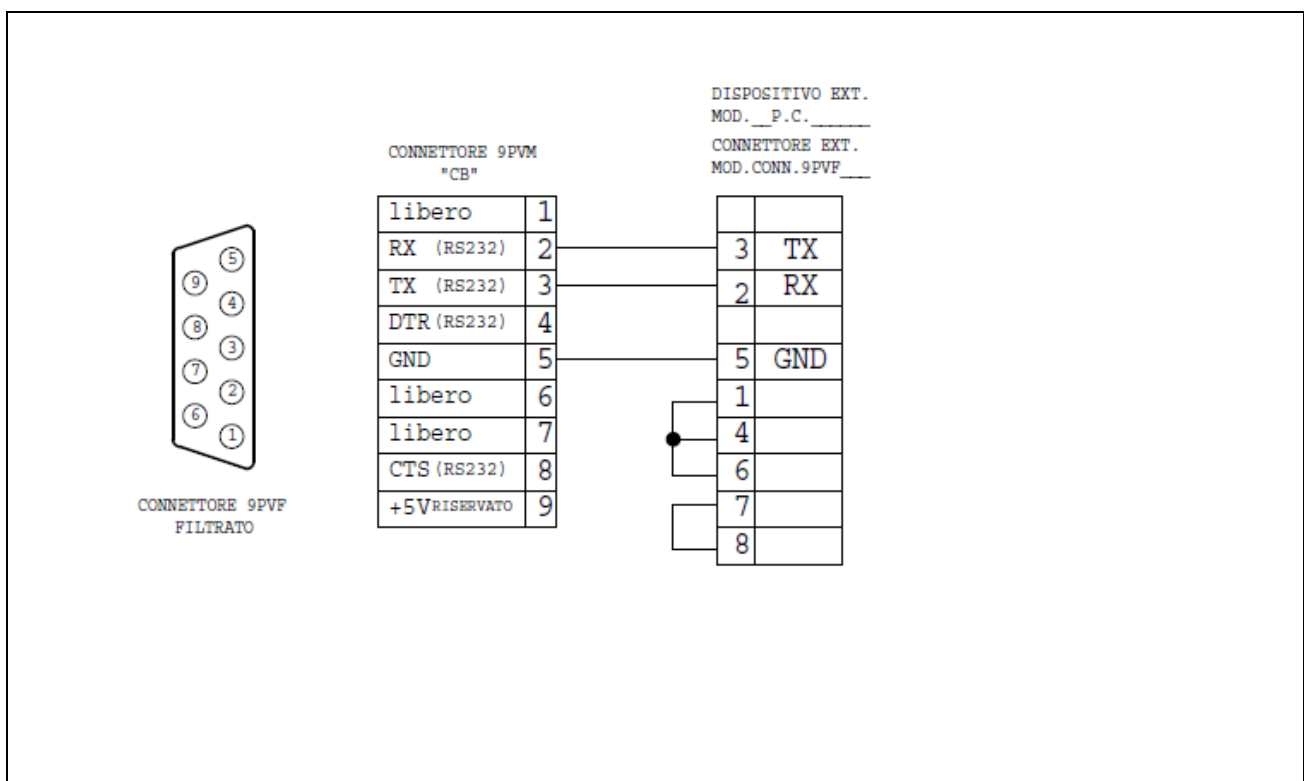 DISPOSITIVO EXT.
MOD.__P.C.______
CONNETTORE EXT.
MOD.CONN.9PVF___
CONNETTORE 9PVM
"CB"
libero 1
RX (RS232) 2
3 TX
TX (RS232) 3
2 RX
DTR (RS232) 4
GND 5
5 GND
libero 6
1
libero 7
4
CTS (RS232) 8
6
+5V RISERVATO 9
7
8
5
9
4
8
3
7
2
6
1
CONNETTORE 9PVF
FILTRATO